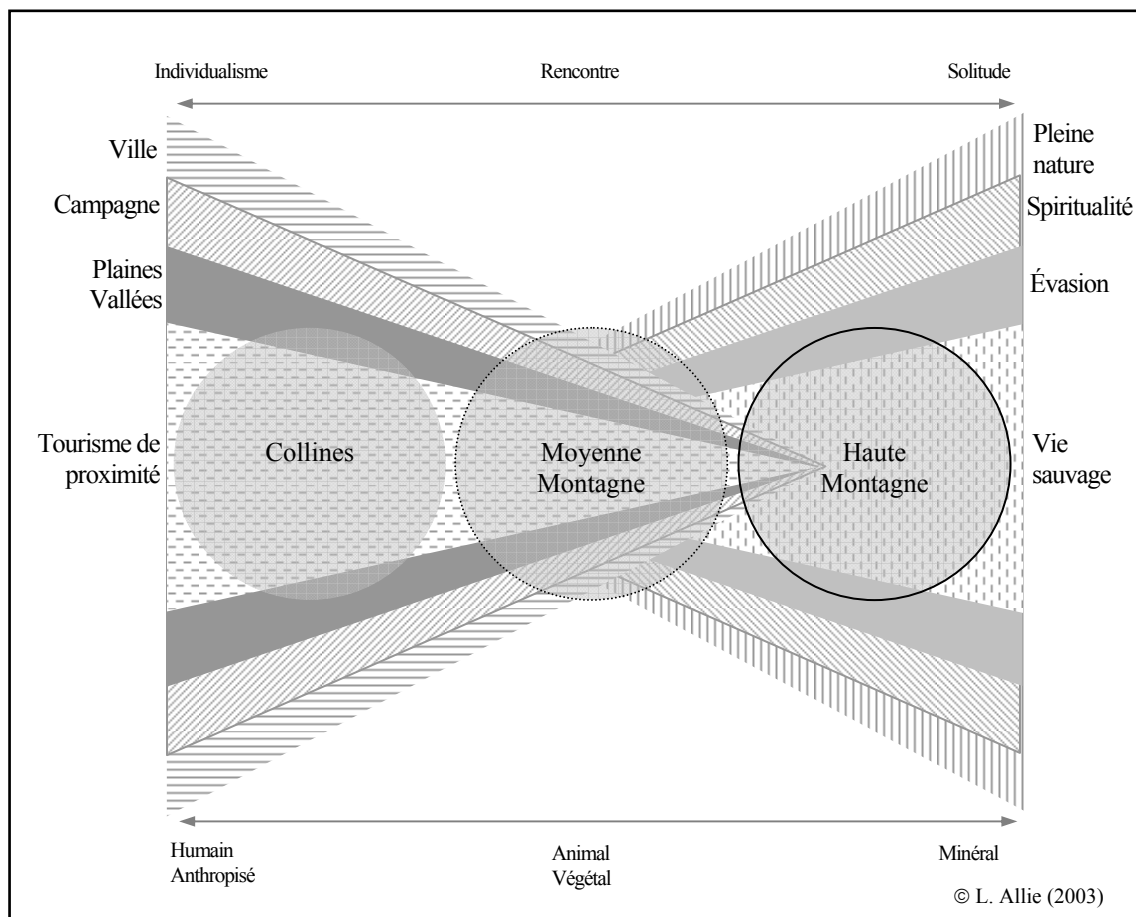 Individualisme
Rencontre
Solitude
Ville
Pleine
nature
Campagne
Spiritualité
Plaines
Vallées
Évasion
Tourisme de
proximité
Collines
Moyenne
Montagne
Haute
Montagne
Vie
sauvage
Humain
Anthropisé
Animal
Végétal
Minéral
© L. Allie (2003)